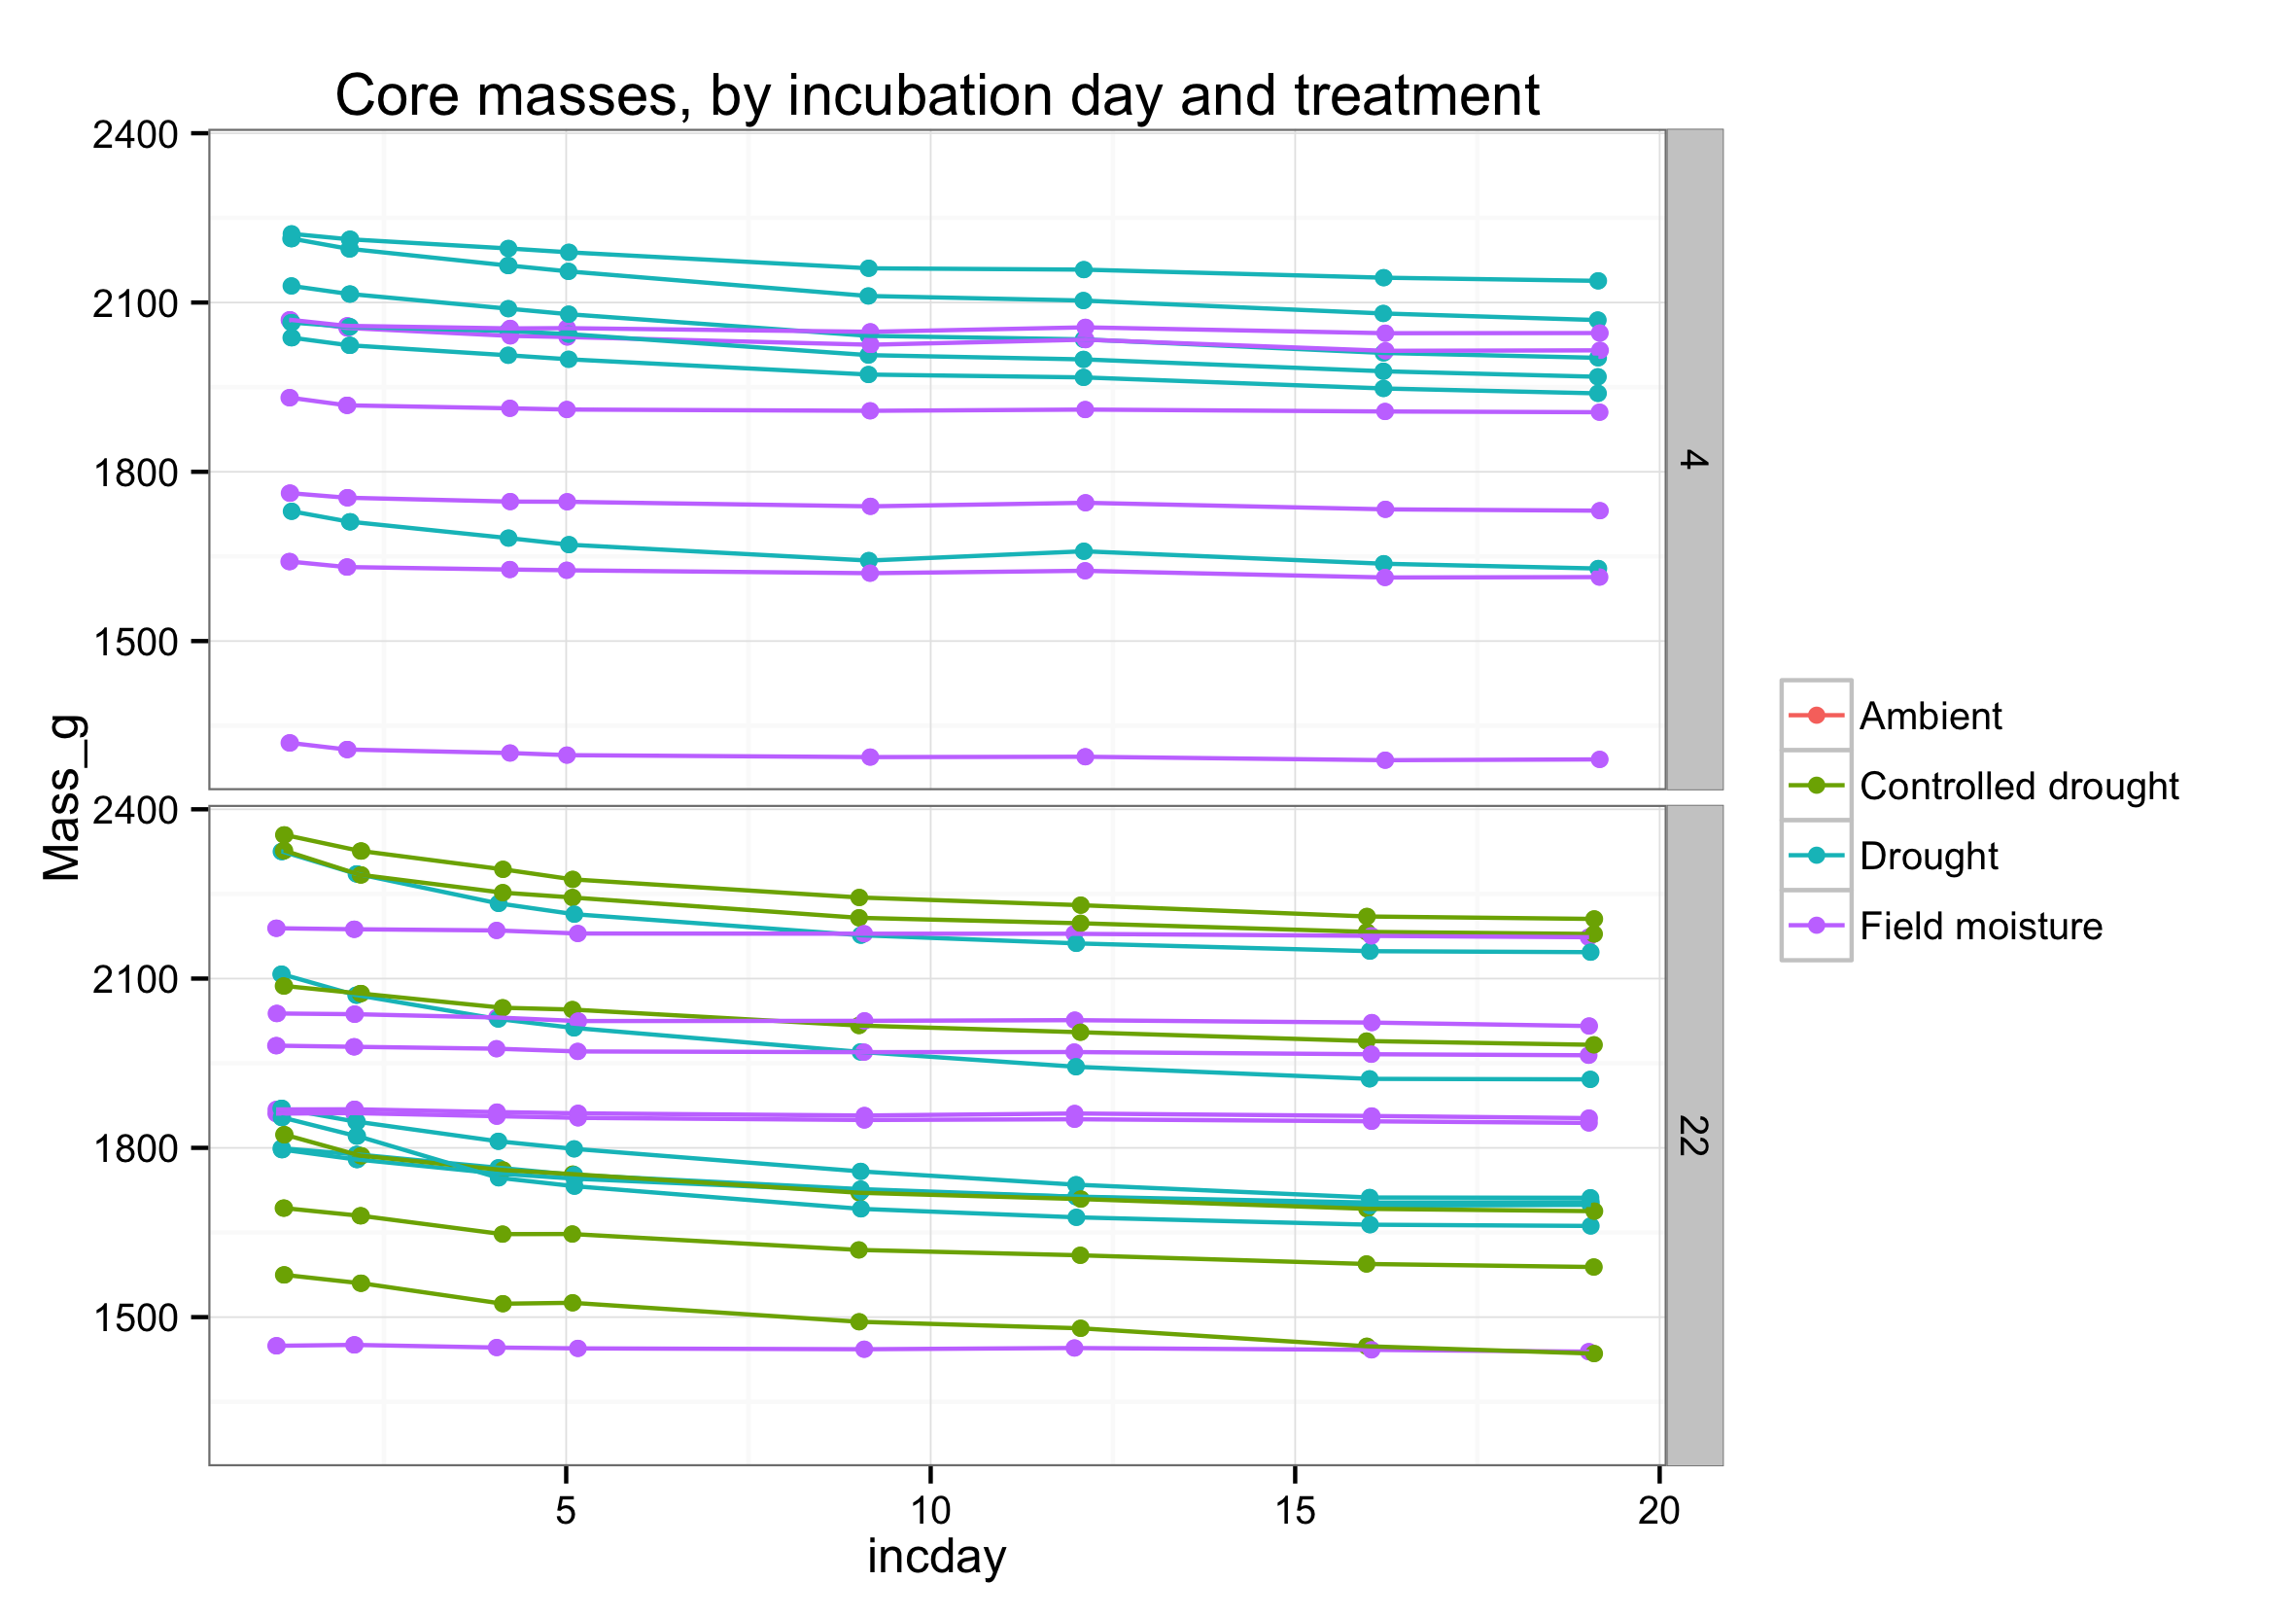 Core masses, by incubation day and treatment
Mass_g
2400
2100
1800
1500
4
2400
2100
1800
1500
22
5 10 15 20
incday
Ambient
Controlled drought
Drought
Field moisture